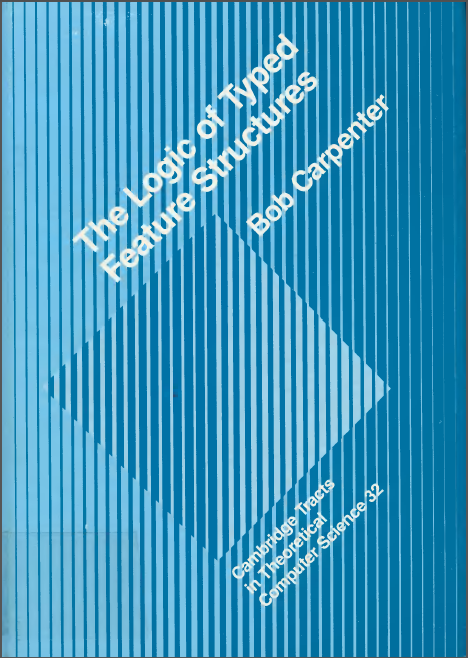 The Logic of Typed
Feature Structures
Bob Carpenter
Cambridge Tracts
in Theoretical
Computer Science 32